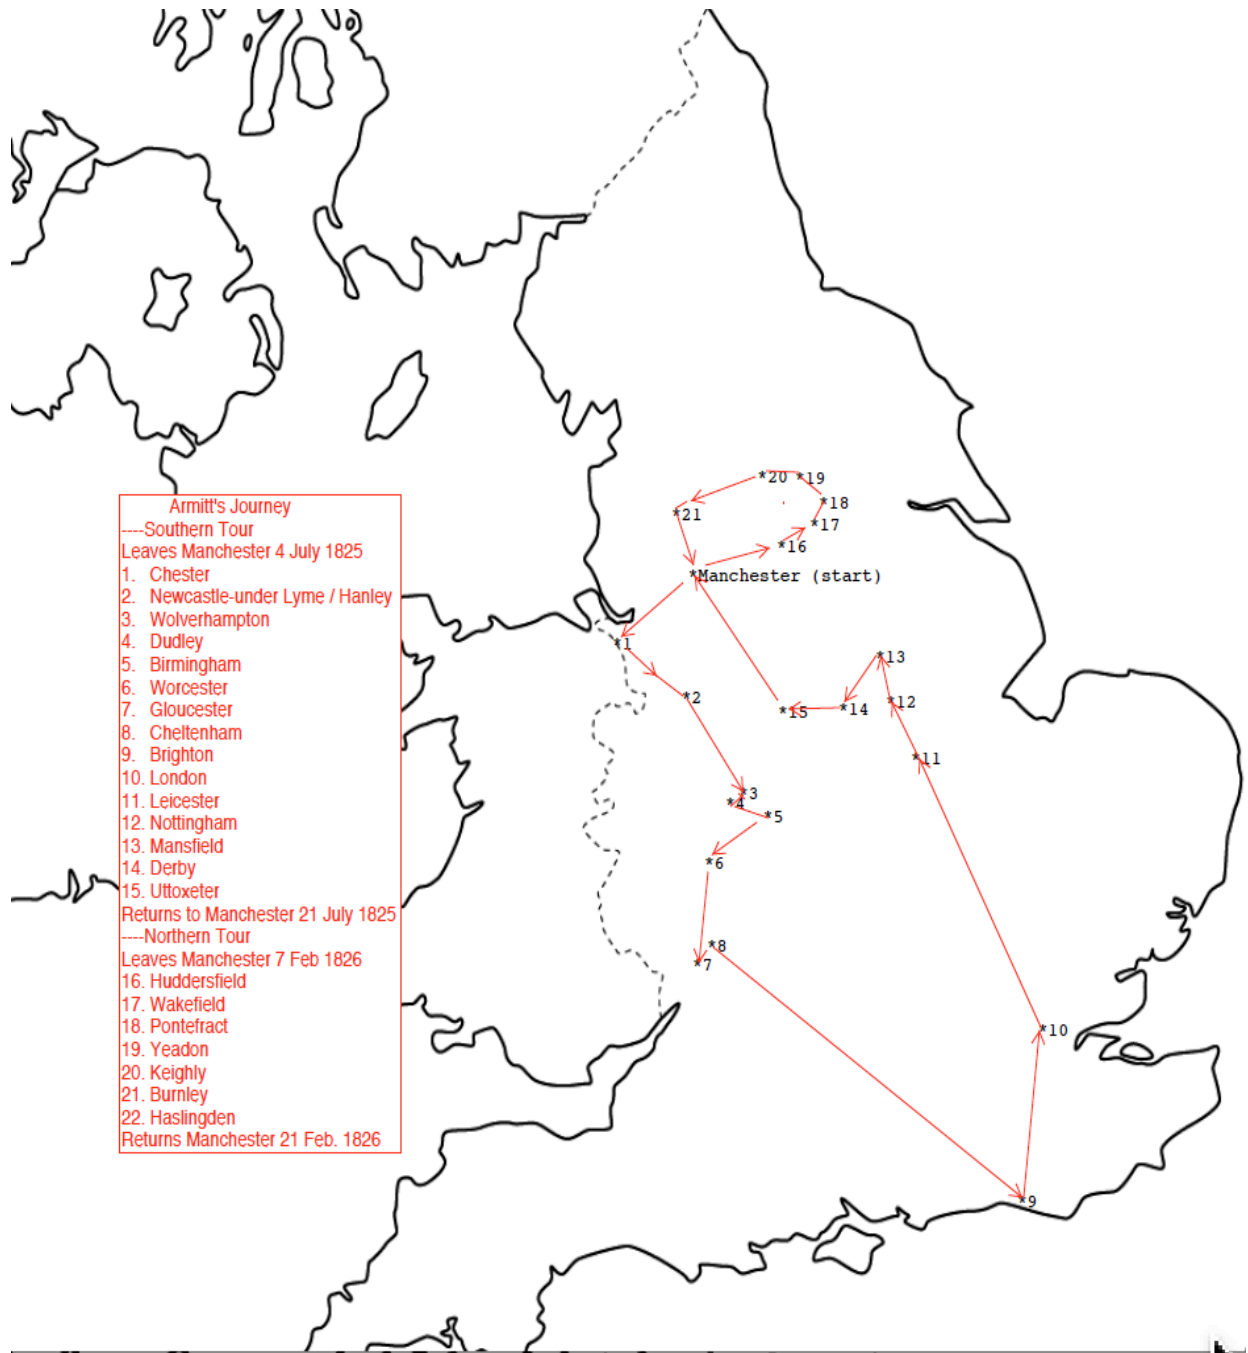 Armitt's Journey
----Southern Tour
Leaves Manchester 4 July 1825
1. Chester
2. Newcastle-under Lyme / Hanley
3. Wolverhampton
4. Dudley
5. Birmingham
6. Worcester
7. Gloucester
8. Cheltenham
9. Brighton
10. London
11. Leicester
12. Nottingham
13. Mansfield
14. Derby
15. Uttoxeter
Returns to Manchester 21 July 1825
----Northern Tour
Leaves Manchester 7 Feb 1826
16. Huddersfield
17. Wakefield
18. Pontefract
19. Yeadon
20. Keighly
21. Burnley
22. Haslingden
Returns Manchester 21 Feb. 1826
*20
*19
*18
*21
*17
*16
*Manchester (start)
*1
*13
*2
*12
*14
*15
*11
*3
*4
*5
*6
*8
*7
*10
*9